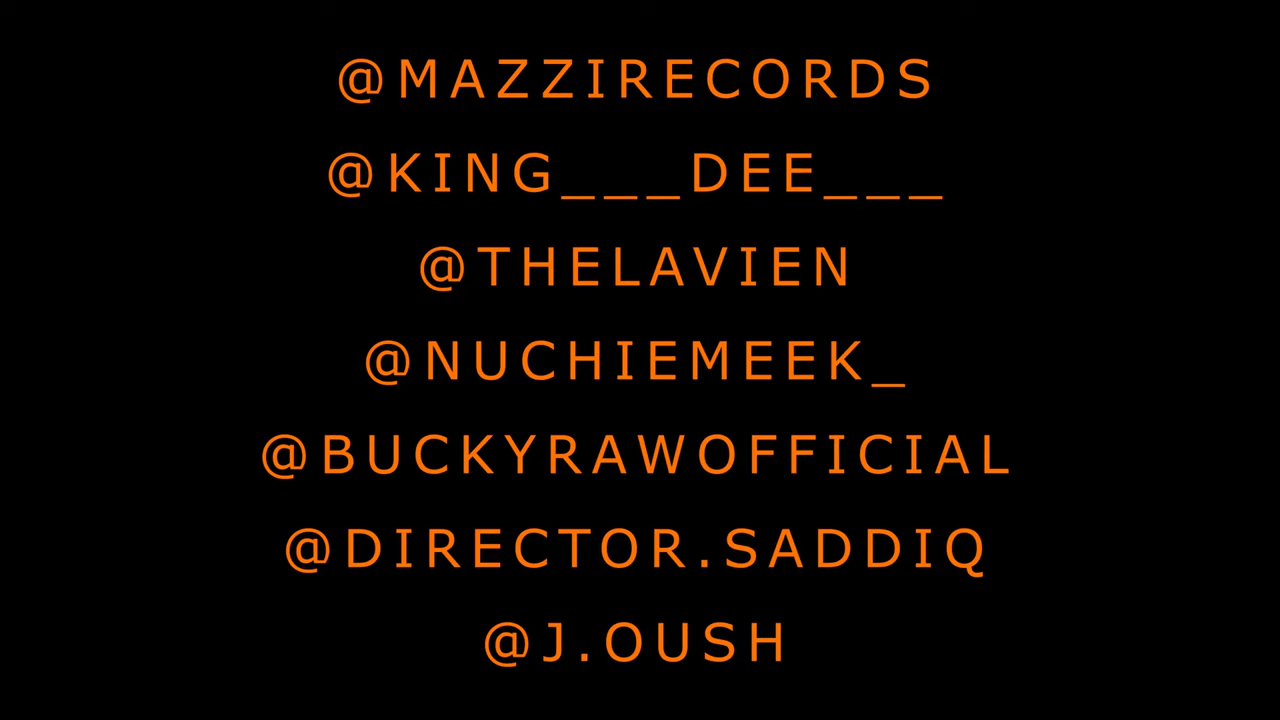 @MAZZIRECORDS
@KING___DEE___
@THELAVIEN
@NUCHIEMEEK_
@BUCKYRAWOFFICIAL
@DIRECTOR.SADDIQ
@J.OUSH